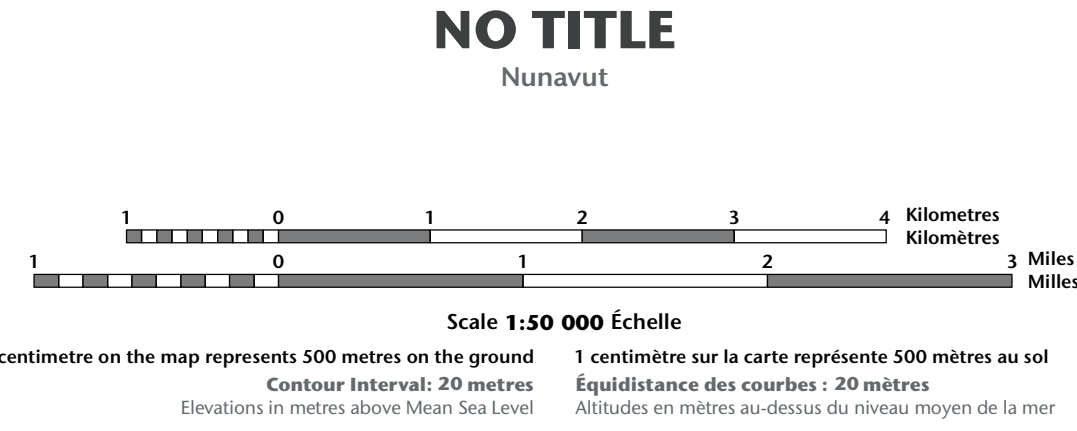 NO TITLE
Nunavut
1 0 1 2 3 4 Kilometres
Kilomètres
1 0 1 2 3 Miles
Milles
Scale 1:50 000 Échelle
centimetre on the map represents 500 metres on the ground
1 centimètre sur la carte représente 500 mètres au sol
Contour Interval: 20 metres
Équidistance des courbes : 20 mètres
Elevations in metres above Mean Sea Level
Altitudes en mètres au-dessus du niveau moyen de la mer